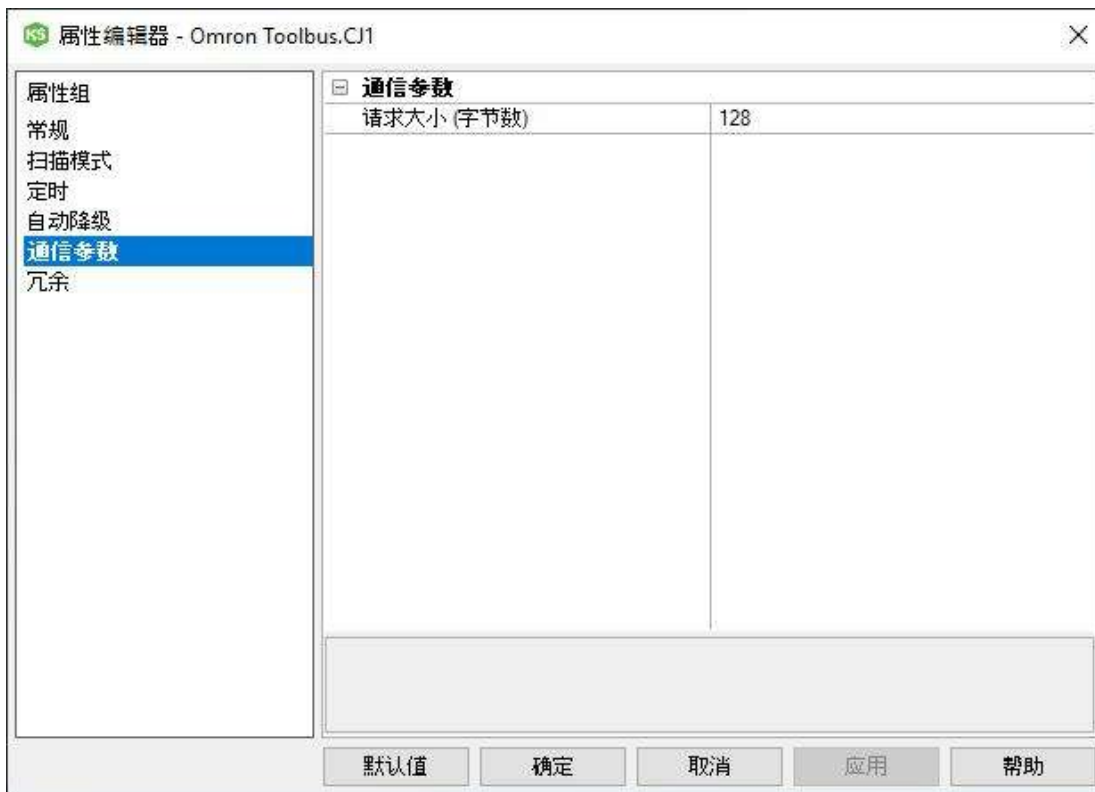 KS 属性编辑器 - Omron Toolbus.CJ1
属性组
常规
扫描模式
定时
自动降级
通信参数
冗余
通信参数
请求大小 (字节数) 128
默认值 确定 取消 应用 帮助